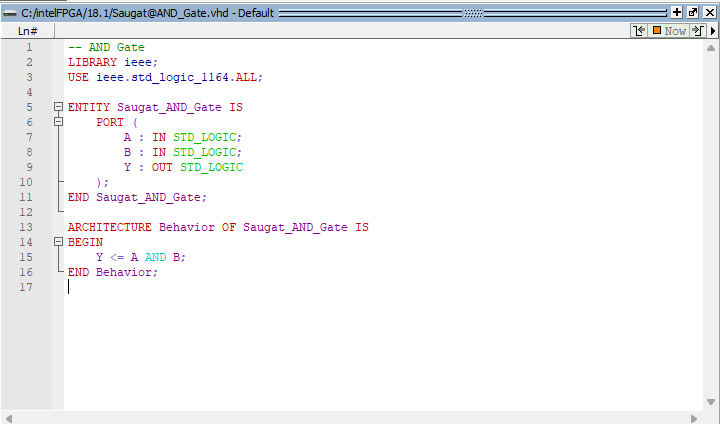 C:/intelFPGA/18.1/Saugat@AND_Gate.vhd - Default
Ln# Now
1 -- AND Gate
2 LIBRARY ieee;
3 USE ieee.std_logic_1164.ALL;
4
5 ENTITY Saugat_AND_Gate IS
6 PORT (
7 A : IN STD_LOGIC;
8 B : IN STD_LOGIC;
9 Y : OUT STD_LOGIC
10 );
11 END Saugat_AND_Gate;
12
13 ARCHITECTURE Behavior OF Saugat_AND_Gate IS
14 BEGIN
15 Y <= A AND B;
16 END Behavior;
17